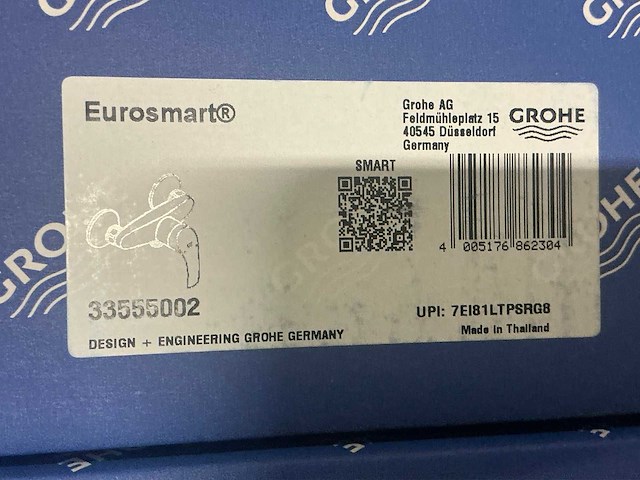 Eurosmart®
Grohe AG
Feldmühleplatz 15
40545 Düsseldorf
Germany
GROHE
SMART
4 005176 862304
33555002
UPI: 7EI81LTPSRG8
Made in Thailand
DESIGN + ENGINEERING GROHE GERMANY